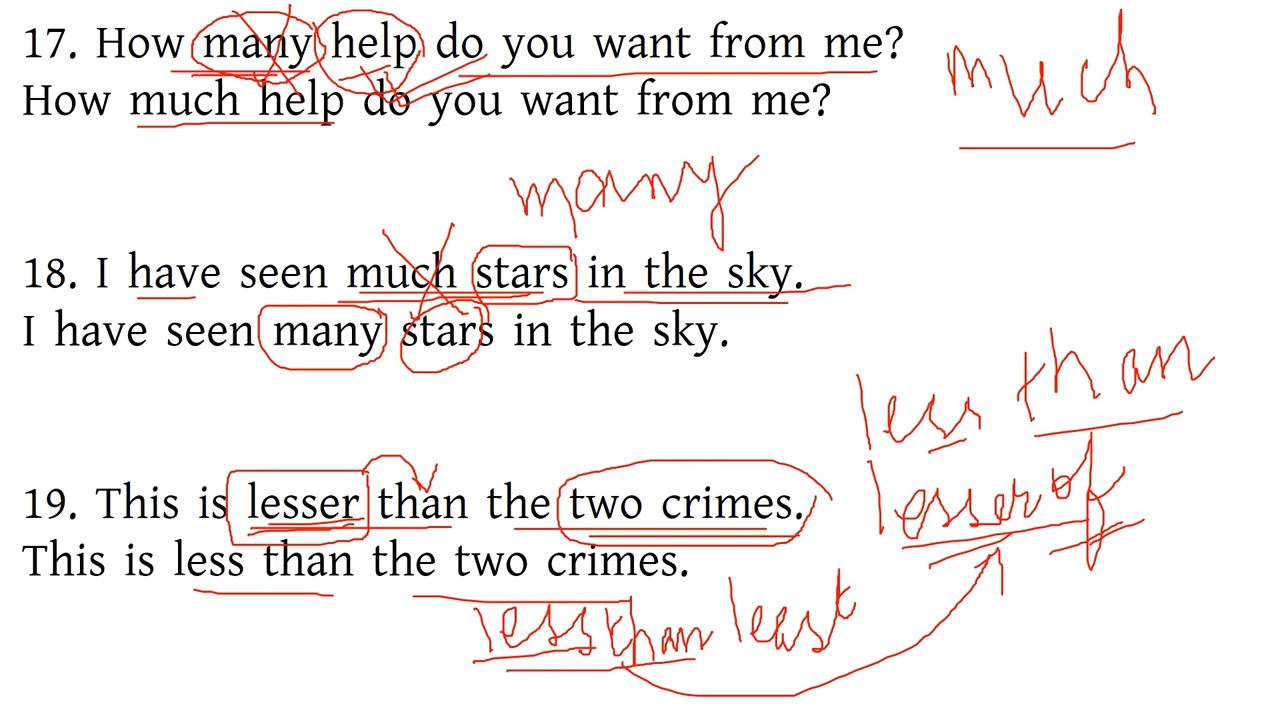 17. How many help do you want from me?
How much help do you want from me?
much
many
18. I have seen much stars in the sky.
I have seen many stars in the sky.
less than
lesser of
19. This is lesser than the two crimes.
This is less than the two crimes.
less than least